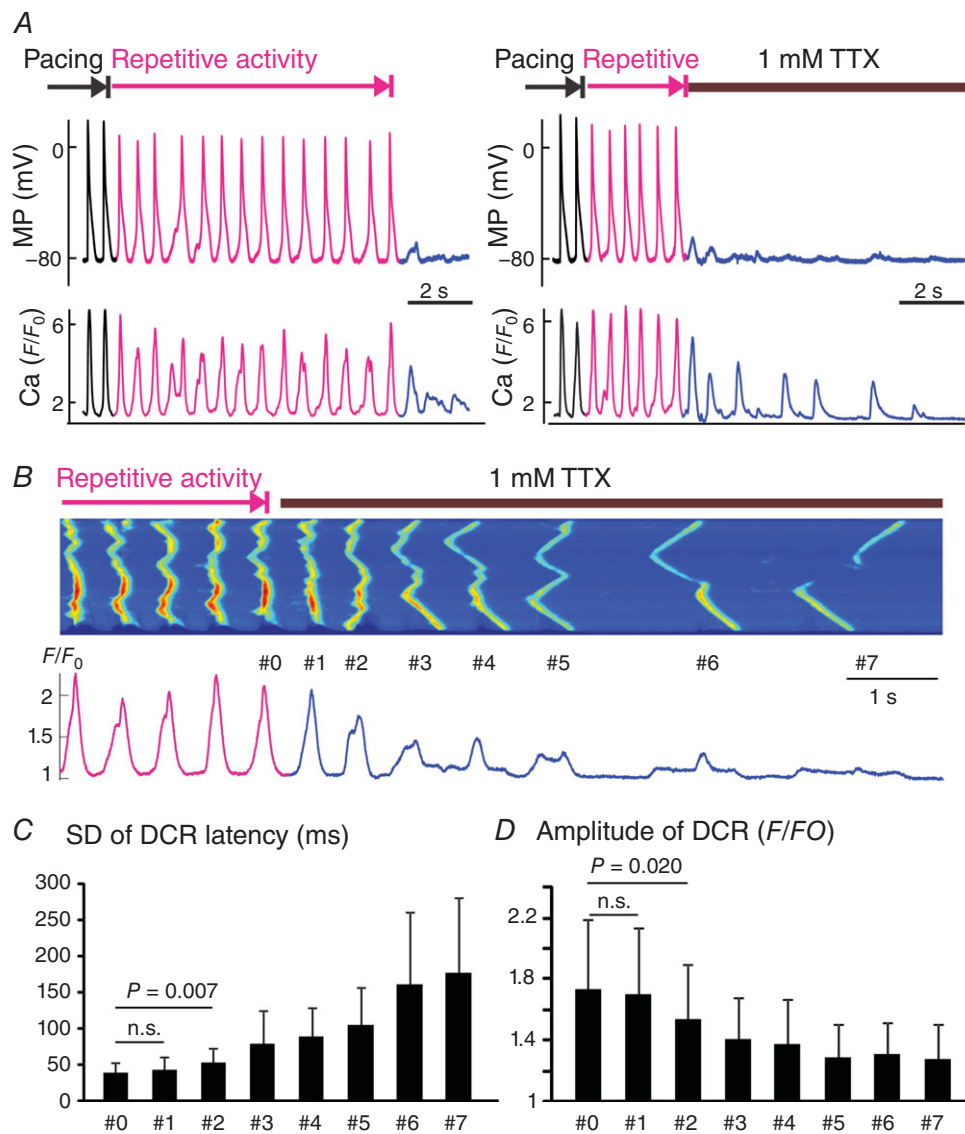 A
Pacing Repetitive activity
Pacing Repetitive 1 mM TTX
MP (mV)
0
−80
MP (mV)
0
−80
2 s
2 s
Ca (F/F0)
6
2
Ca (F/F0)
6
2
B
Repetitive activity 1 mM TTX
F/F0
#0 #1 #2 #3 #4 #5 #6 #7
1 s
2
1.5
1
C SD of DCR latency (ms)
300
250
200
150
100
50
0
P = 0.007
n.s.
#0 #1 #2 #3 #4 #5 #6 #7
D Amplitude of DCR (F/FO)
P = 0.020
n.s.
2.2
1.8
1.4
1
#0 #1 #2 #3 #4 #5 #6 #7